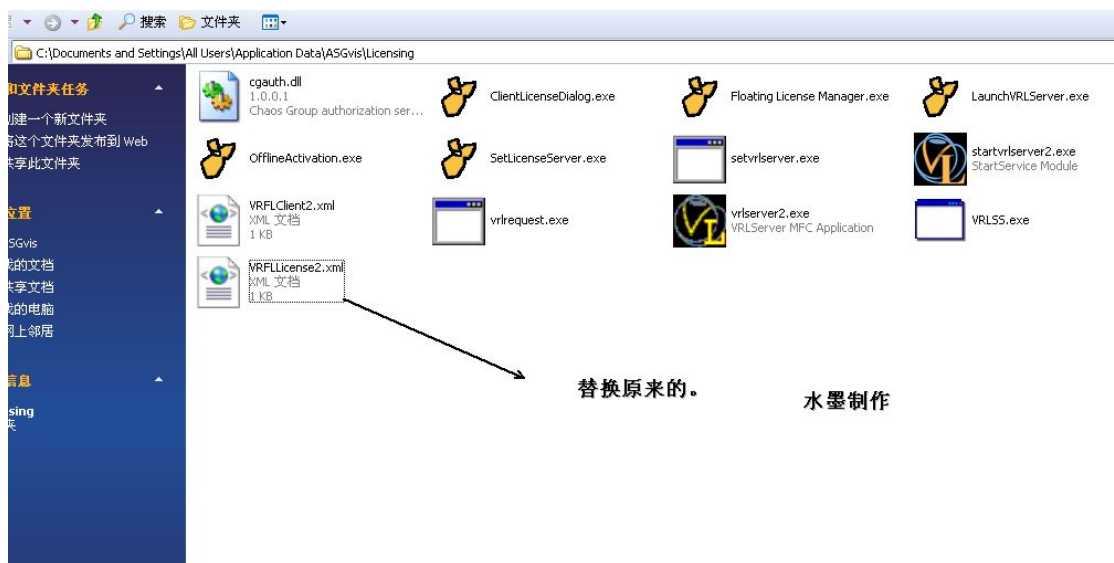 搜索 文件夹
C:\Documents and Settings\All Users\Application Data\ASGvis\Licensing
和文件夹任务
创建一个新文件夹
将这个文件夹发布到 Web
共享此文件夹
位置
ASGvis
我的文档
共享文档
我的电脑
网上邻居
信息
sing
夹
cgauth.dll
1.0.0.1
Chaos Group authorization ser...
ClientLicenseDialog.exe
Floating License Manager.exe
LaunchVRLServer.exe
OfflineActivation.exe
SetLicenseServer.exe
setvrlserver.exe
startvrlserver2.exe
StartService Module
VRFLClient2.xml
XML 文档
1 KB
vrlrequest.exe
vrlserver2.exe
VRLServer MFC Application
VRLSS.exe
VRFLLicense2.xml
XML 文档
1 KB
替换原来的。
水墨制作